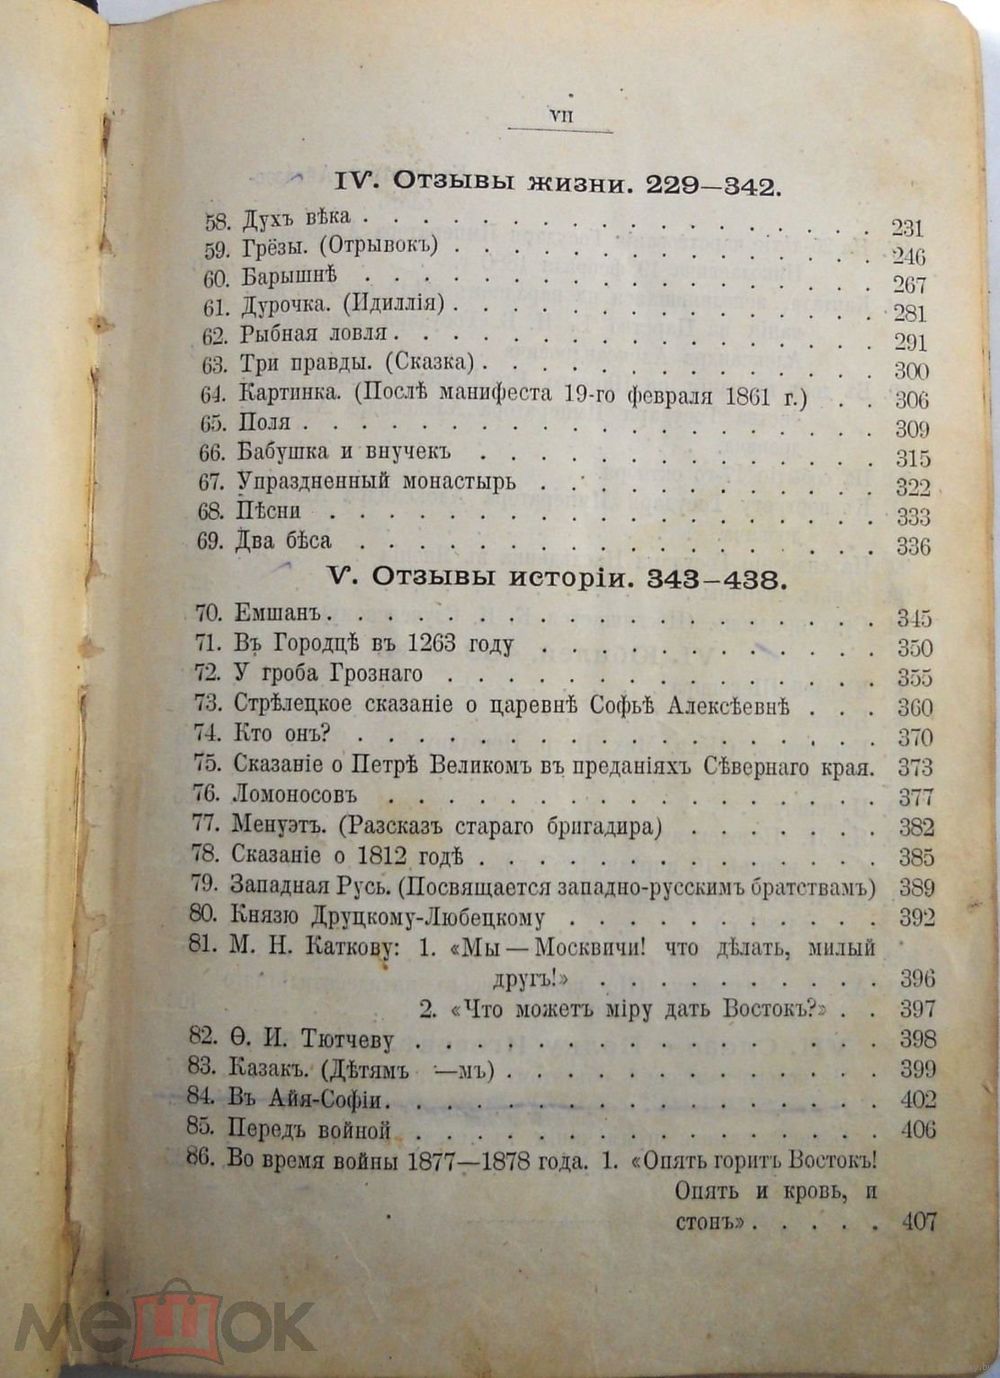 VII
IV. Отзывы жизни. 229—342.
58. Духъ вѣка . . . . . . . . . . . . . . . . . 231
59. Грёзы. (Отрывокъ) . . . . . . . . . . . . . . 246
60. Барышнѣ . . . . . . . . . . . . . . . . . 267
61. Дурочка. (Идиллія) . . . . . . . . . . . . . . 281
62. Рыбная ловля . . . . . . . . . . . . . . . . 291
63. Три правды. (Сказка) . . . . . . . . . . . . . 300
64. Картинка. (Послѣ манифеста 19-го февраля 1861 г.) . . 306
65. Поля . . . . . . . . . . . . . . . . . . . 309
66. Бабушка и внучекъ . . . . . . . . . . . . . 315
67. Упраздненный монастырь . . . . . . . . . . . 322
68. Пѣсни . . . . . . . . . . . . . . . . . . 333
69. Два бѣса . . . . . . . . . . . . . . . . . 336
V. Отзывы исторіи. 343—438.
70. Емшанъ . . . . . . . . . . . . . . . . . . 345
71. Въ Городцѣ въ 1263 году . . . . . . . . . . . 350
72. У гроба Грознаго . . . . . . . . . . . . . . 355
73. Стрѣлецкое сказаніе о царевнѣ Софьѣ Алексѣевнѣ . . . 360
74. Кто онъ? . . . . . . . . . . . . . . . . . 370
75. Сказаніе о Петрѣ Великомъ въ преданіяхъ Сѣвернаго края. 373
76. Ломоносовъ . . . . . . . . . . . . . . . . 377
77. Менуэтъ. (Разсказъ стараго бригадира) . . . . . . . 382
78. Сказаніе о 1812 годѣ . . . . . . . . . . . . . 385
79. Западная Русь. (Посвящается западно-русскимъ братствамъ) 389
80. Князю Друцкому-Любецкому . . . . . . . . . . 392
81. М. Н. Каткову: 1. «Мы — Москвичи! что дѣлать, милый
другъ!» . . . . . . . . . . 396
2. «Что можетъ міру дать Востокъ?» . . 397
82. Ѳ. И. Тютчеву . . . . . . . . . . . . . . . 398
83. Казакъ. (Дѣтямъ —мъ) . . . . . . . . . . . . 399
84. Въ Айя-Софіи . . . . . . . . . . . . . . . . 402
85. Передъ войной . . . . . . . . . . . . . . . 406
86. Во время войны 1877—1878 года. 1. «Опять горитъ Востокъ!
Опять и кровь, и
стонъ» . . . . . 407
мешок